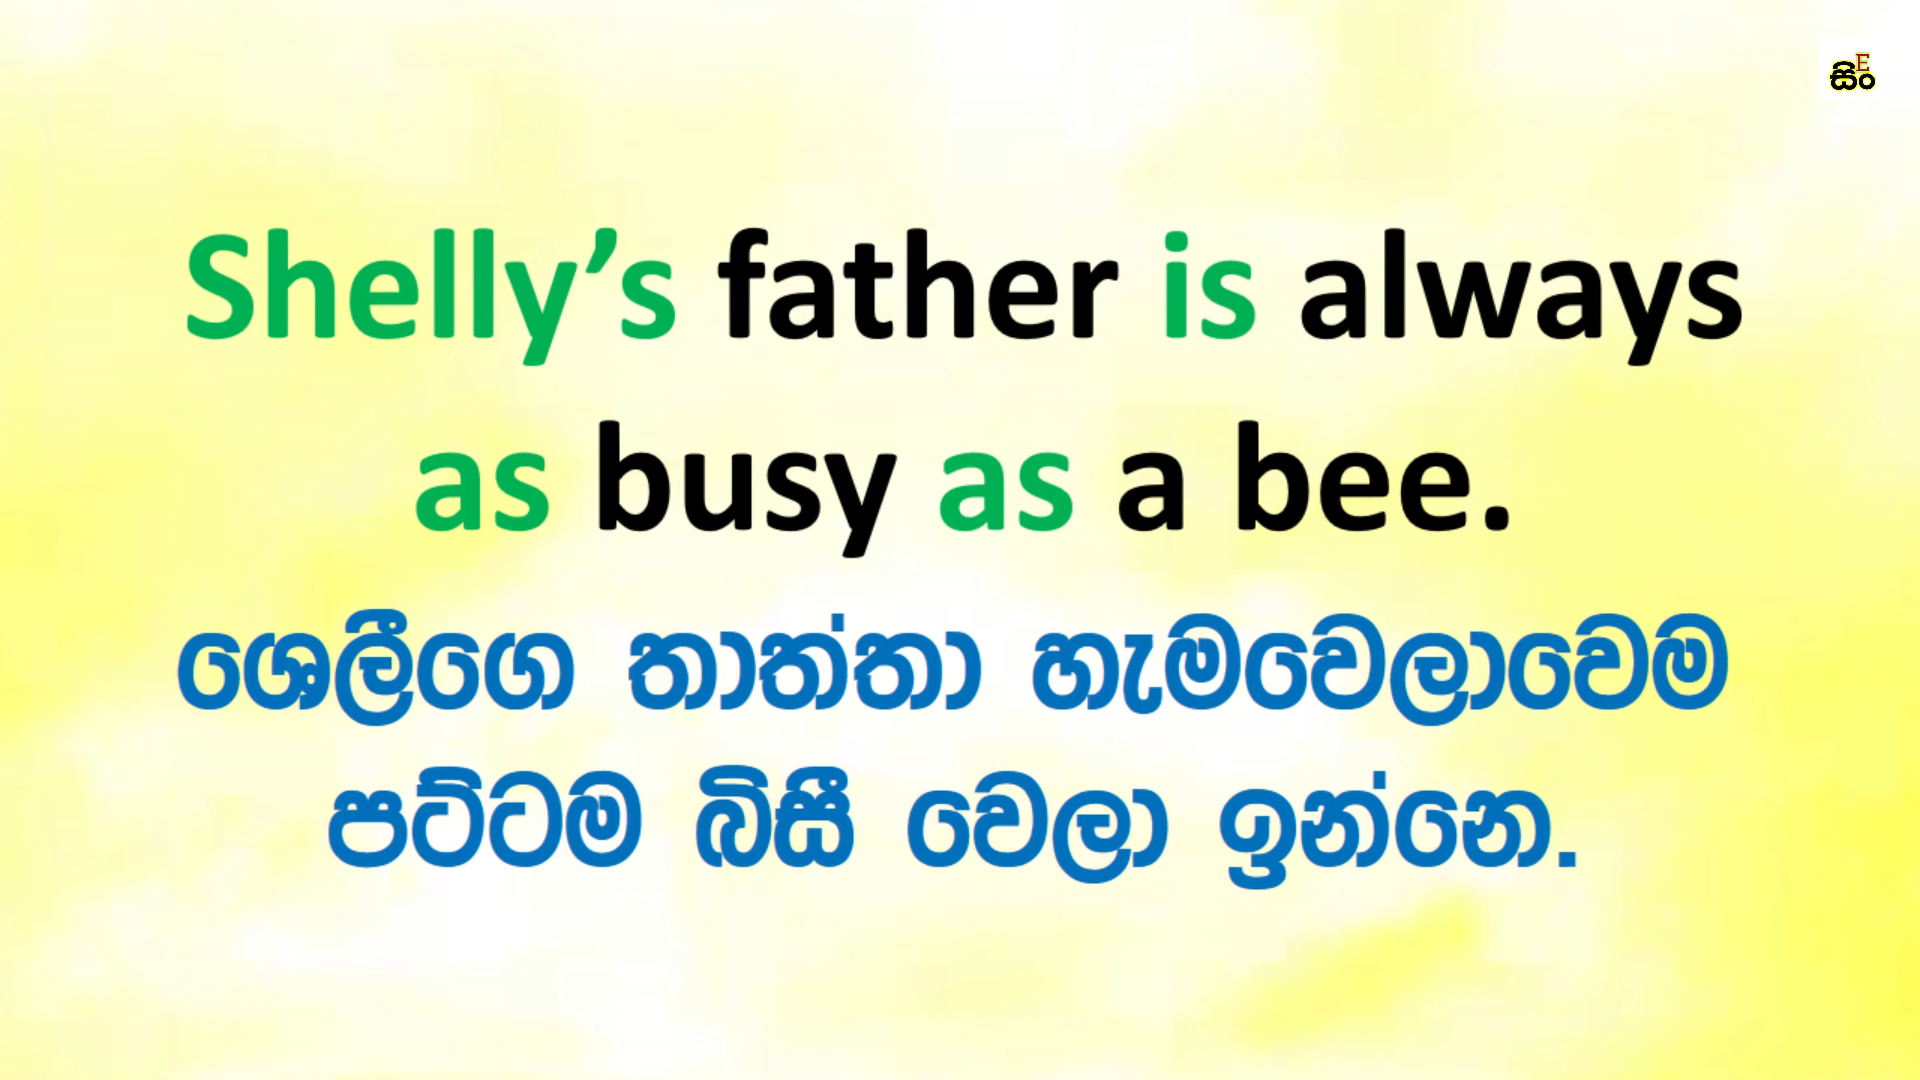 සිංE
Shelly’s father is always
as busy as a bee.
ශෙලීගෙ තාත්තා හැමවෙලාවෙම
පට්ටම බිසී වෙලා ඉන්නෙ.